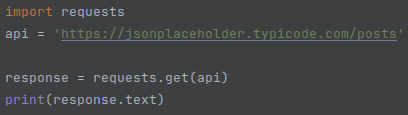 import requests
api = 'https://jsonplaceholder.typicode.com/posts'
response = requests.get(api)
print(response.text)